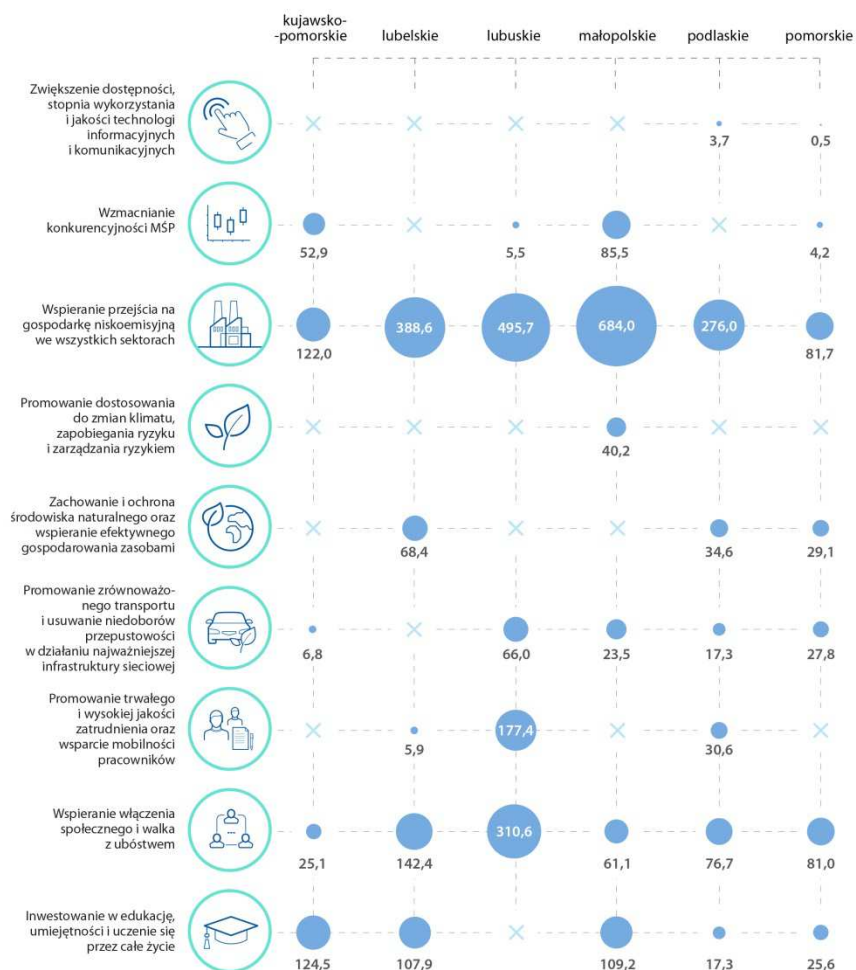 kujawsko-
-pomorskie
lubelskie
lubuskie
małopolskie
podlaskie
pomorskie
Zwiększenie dostępności,
stopnia wykorzystania
i jakości technologi
informacyjnych
i komunikacyjnych
3,7
0,5
Wzmacnianie
konkurencyjności MŚP
52,9
5,5
85,5
4,2
Wspieranie przejścia na
gospodarkę niskoemisyjną
we wszystkich sektorach
122,0
388,6
495,7
684,0
276,0
81,7
Promowanie dostosowania
do zmian klimatu,
zapobiegania ryzyku
i zarządzania ryzykiem
40,2
Zachowanie i ochrona
środowiska naturalnego oraz
wspieranie efektywnego
gospodarowania zasobami
68,4
34,6
29,1
Promowanie zrównoważo-
nego transportu
i usuwanie niedoborów
przepustowości
w działaniu najważniejszej
infrastruktury sieciowej
6,8
66,0
23,5
17,3
27,8
Promowanie trwałego
i wysokiej jakości
zatrudnienia oraz
wsparcie mobilności
pracowników
5,9
177,4
30,6
Wspieranie włączenia
społecznego i walka
z ubóstwem
25,1
142,4
310,6
61,1
76,7
81,0
Inwestowanie w edukację,
umiejętności i uczenie się
przez całe życie
124,5
107,9
109,2
17,3
25,6